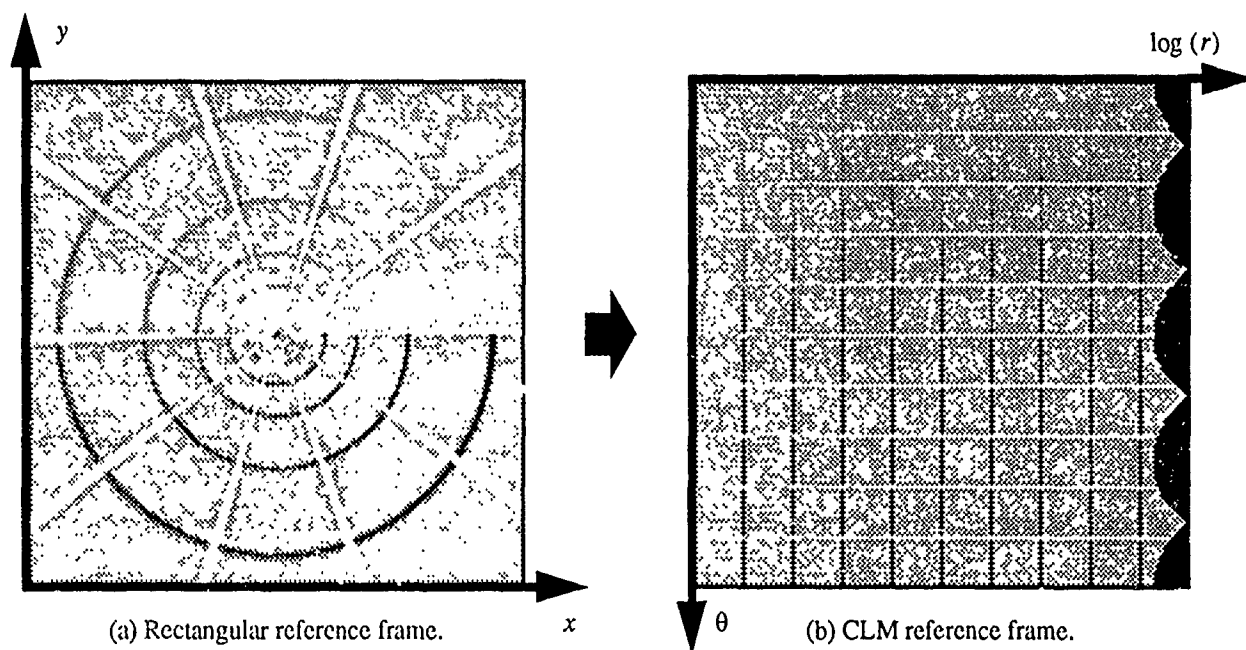 y
log (r)
x
(a) Rectangular reference frame.
θ
(b) CLM reference frame.